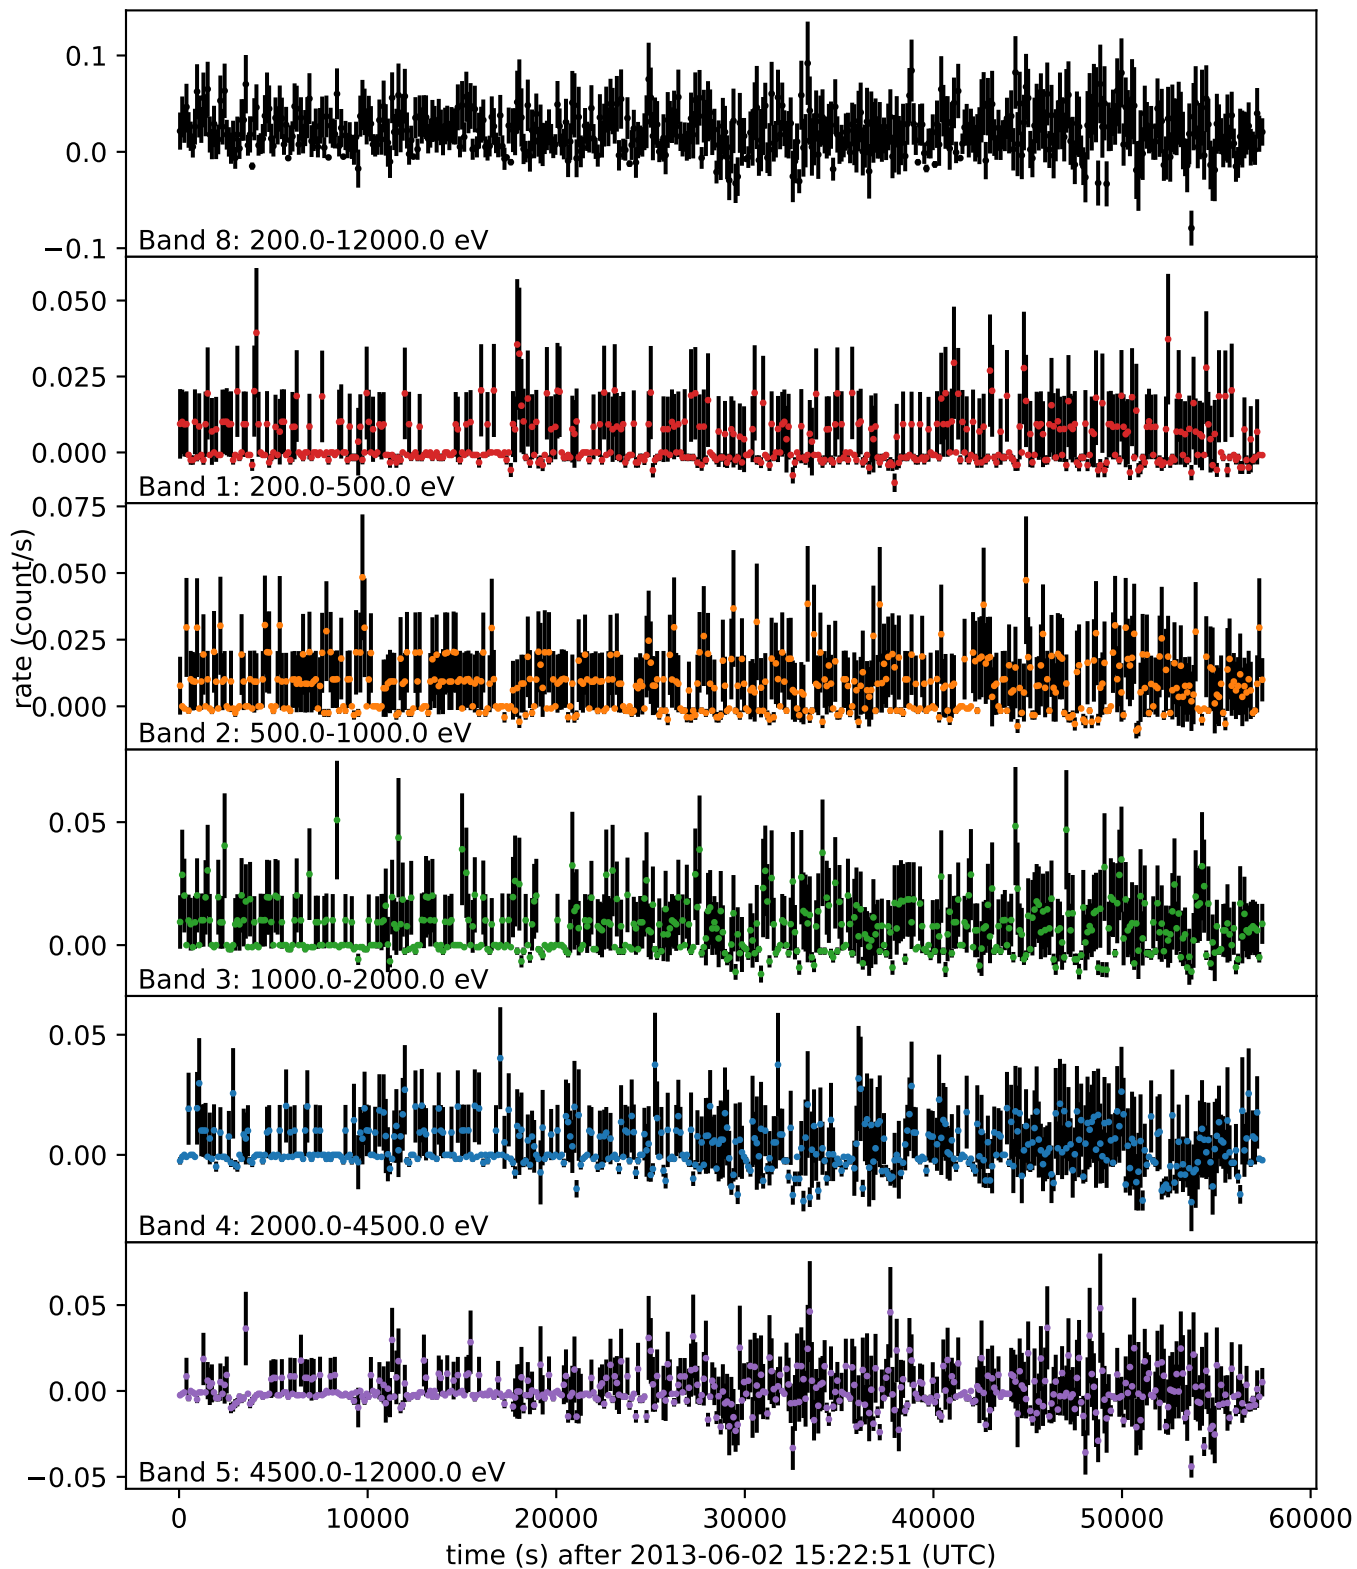 0.1
0.0
−0.1
Band 8: 200.0-12000.0 eV
0.050
0.025
0.000
Band 1: 200.0-500.0 eV
0.075
0.050
0.025
0.000
Band 2: 500.0-1000.0 eV
rate (count/s)
0.05
0.00
Band 3: 1000.0-2000.0 eV
0.05
0.00
Band 4: 2000.0-4500.0 eV
0.05
0.00
−0.05
Band 5: 4500.0-12000.0 eV
0 10000 20000 30000 40000 50000 60000
time (s) after 2013-06-02 15:22:51 (UTC)